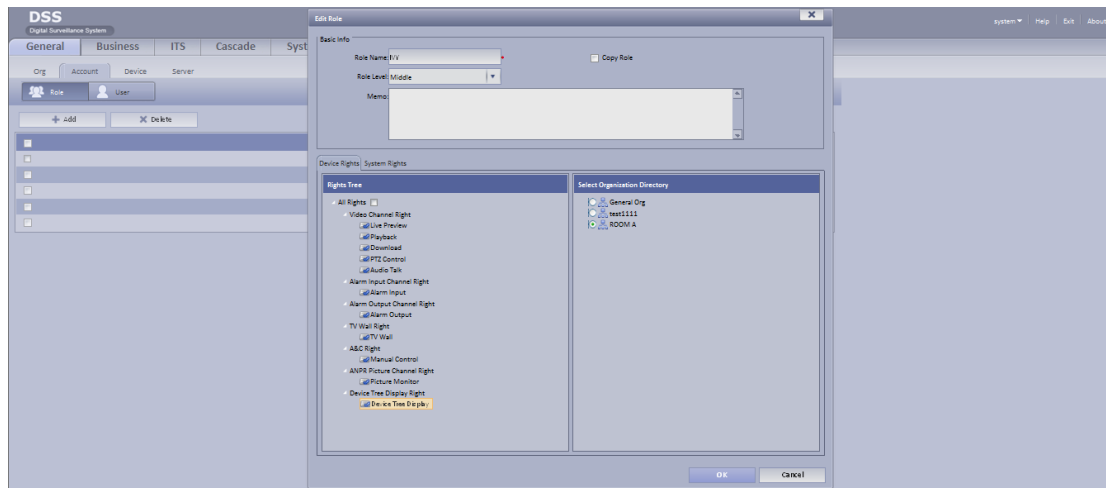 DSS
Digital Surveillance System
system Help Exit About
General Business ITS Cascade Syst
Org Account Device Server
Role User
+ Add X Delete
Edit Role
Basic Info
Role Name:
*
Copy Role
Role Level: Middle
Memo:
Device Rights System Rights
Rights Tree
All Rights
Video Channel Right
Live Preview
Playback
Download
PTZ Control
Audio Talk
Alarm Input Channel Right
Alarm Input
Alarm Output Channel Right
Alarm Output
TV Wall Right
TV Wall
A&C Right
Manual Control
ANPR Picture Channel Right
Picture Monitor
Device Tree Display Right
Device Tree Display
Select Organization Directory
General Org
test1111
ROOM A
OK Cancel